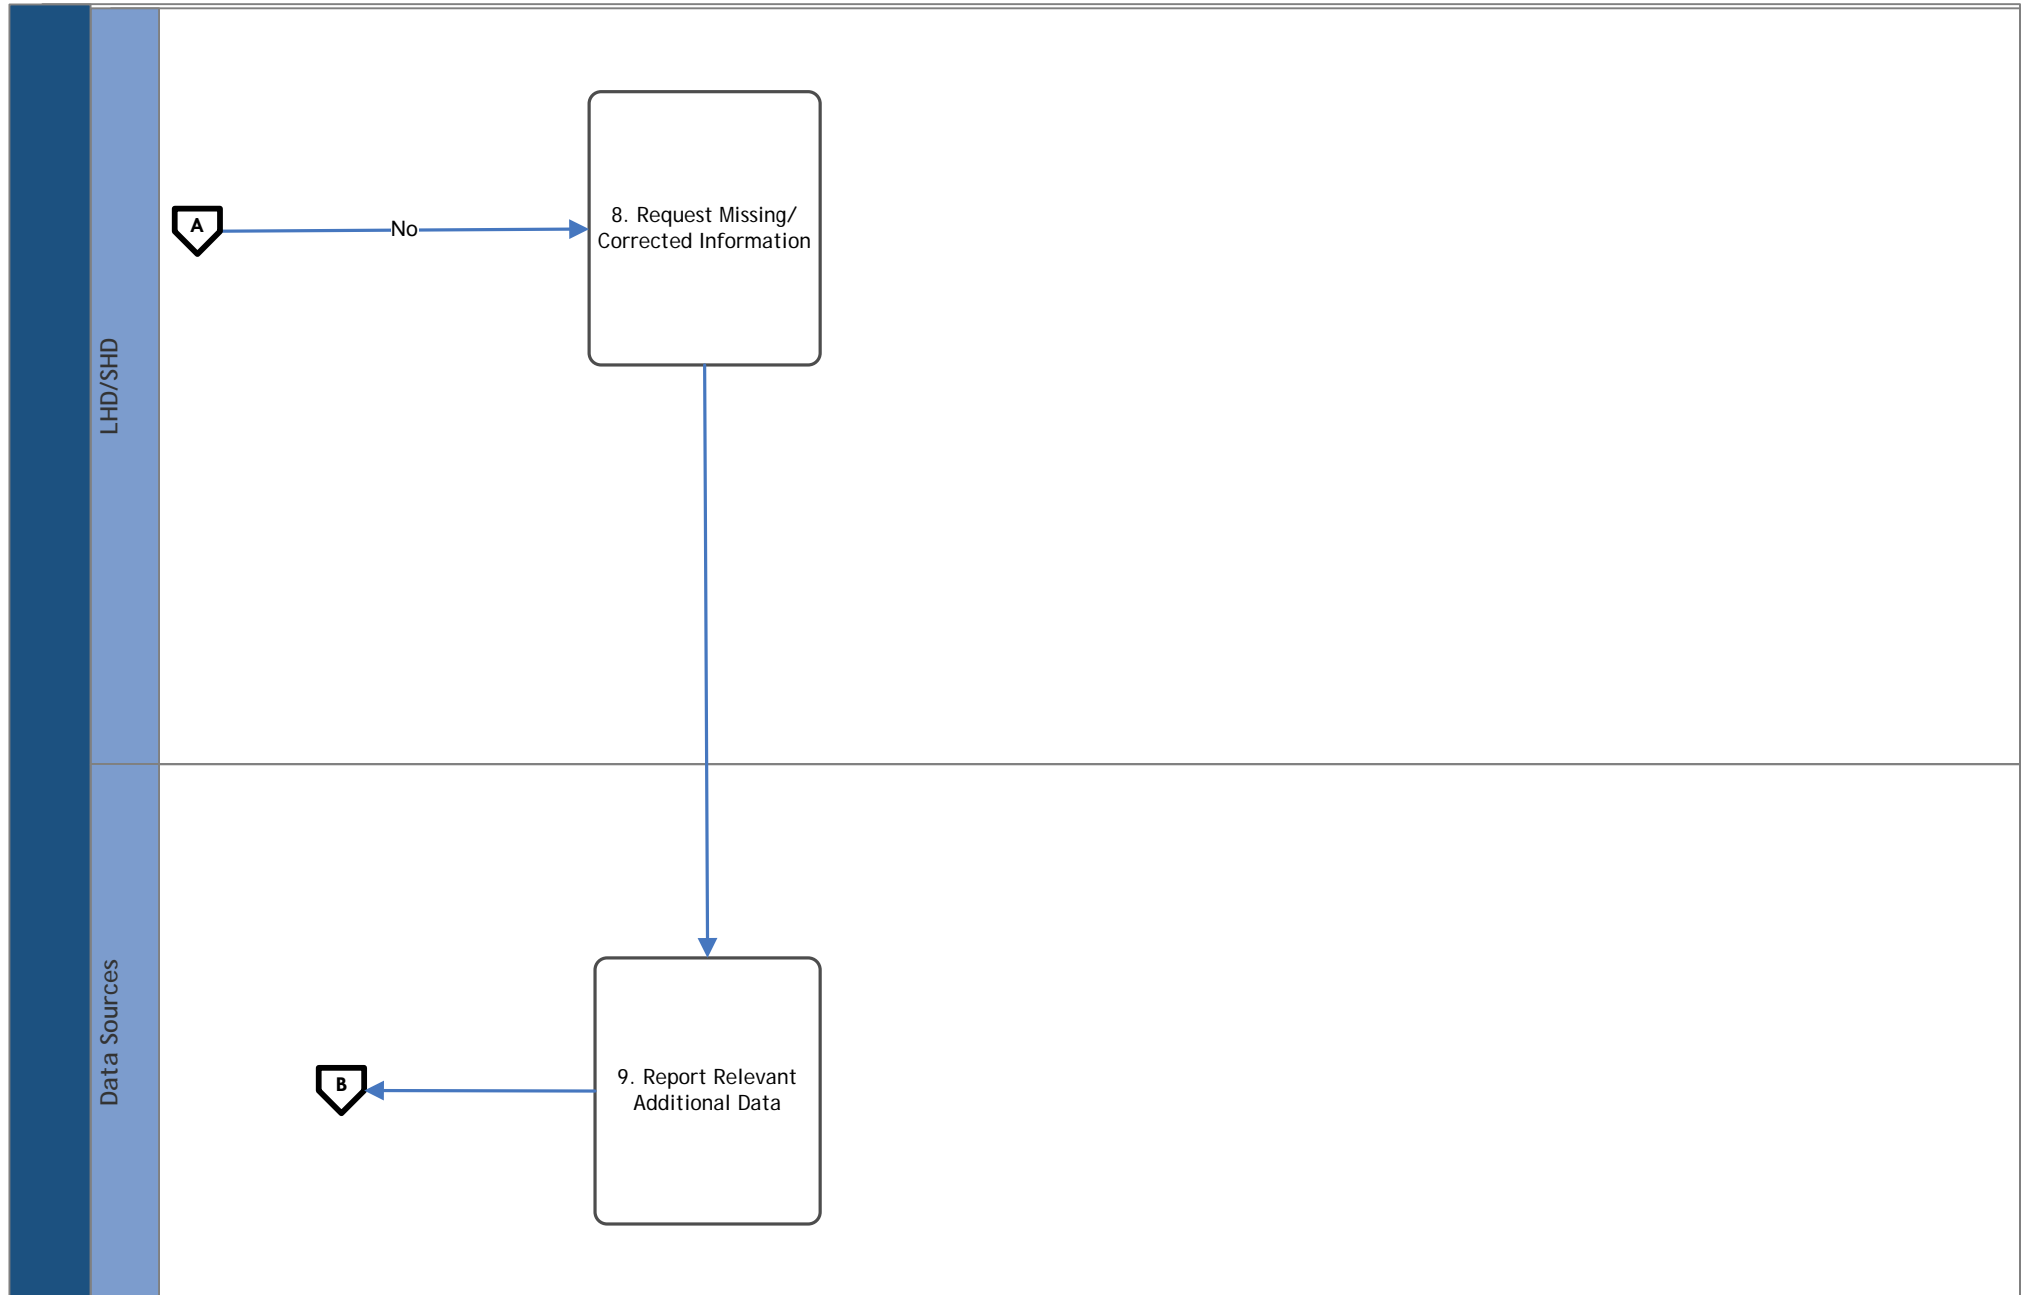 LHD/SHD
A
No
8. Request Missing/
Corrected Information
Data Sources
B
9. Report Relevant
Additional Data